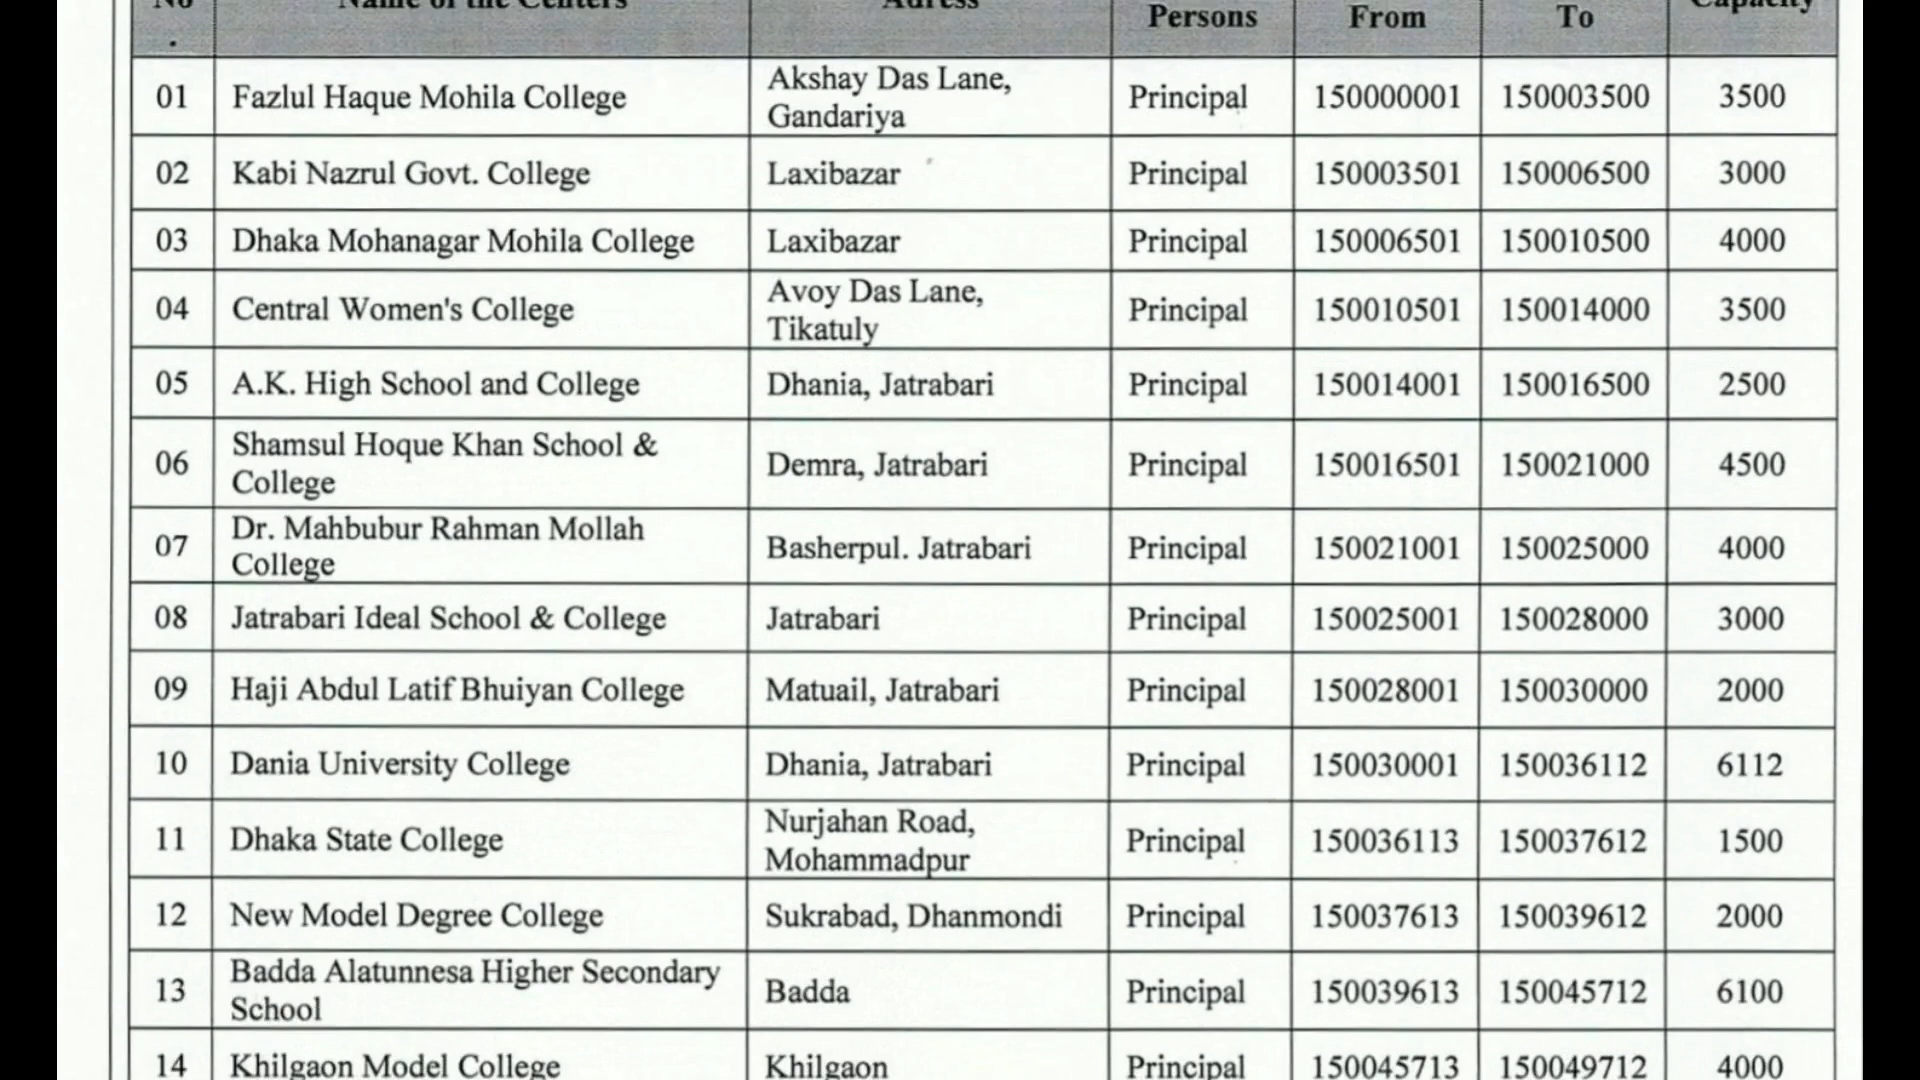 No Name of the Centers Adress Persons From To Capacity
.
01 Fazlul Haque Mohila College Akshay Das Lane, Gandariya Principal 150000001 150003500 3500
02 Kabi Nazrul Govt. College Laxibazar Principal 150003501 150006500 3000
03 Dhaka Mohanagar Mohila College Laxibazar Principal 150006501 150010500 4000
04 Central Women's College Avoy Das Lane, Tikatuly Principal 150010501 150014000 3500
05 A.K. High School and College Dhania, Jatrabari Principal 150014001 150016500 2500
06 Shamsul Hoque Khan School & College Demra, Jatrabari Principal 150016501 150021000 4500
07 Dr. Mahbubur Rahman Mollah College Basherpul. Jatrabari Principal 150021001 150025000 4000
08 Jatrabari Ideal School & College Jatrabari Principal 150025001 150028000 3000
09 Haji Abdul Latif Bhuiyan College Matuail, Jatrabari Principal 150028001 150030000 2000
10 Dania University College Dhania, Jatrabari Principal 150030001 150036112 6112
11 Dhaka State College Nurjahan Road, Mohammadpur Principal 150036113 150037612 1500
12 New Model Degree College Sukrabad, Dhanmondi Principal 150037613 150039612 2000
13 Badda Alatunnesa Higher Secondary School Badda Principal 150039613 150045712 6100
14 Khilgaon Model College Khilgaon Principal 150045713 150049712 4000